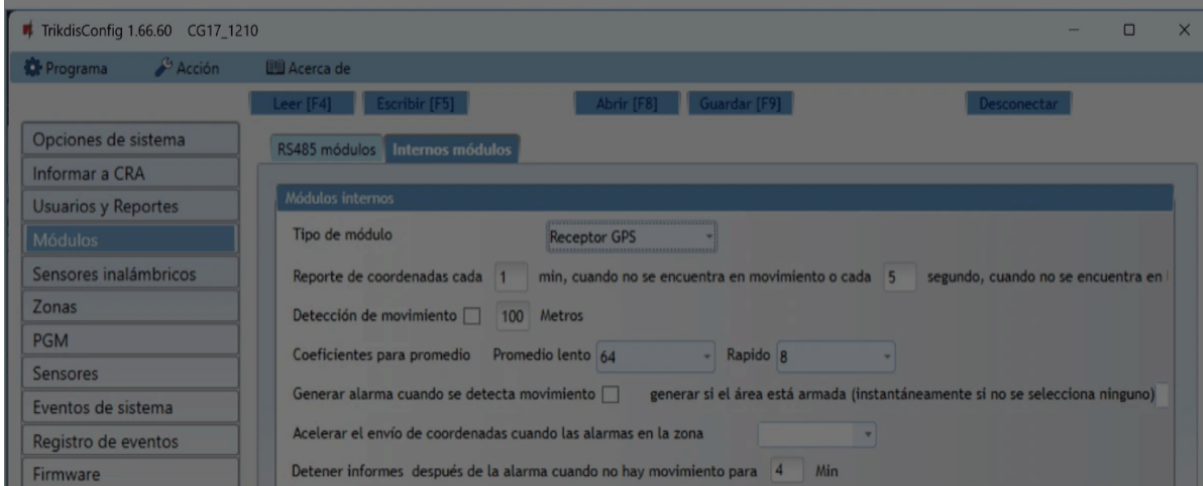 TrikdisConfig 1.66.60 CG17_1210
Programa Acción Acerca de
Leer [F4] Escribir [F5] Abrir [F8] Guardar [F9] Desconectar
Opciones de sistema
Informar a CRA
Usuarios y Reportes
Módulos
Sensores inalámbricos
Zonas
PGM
Sensores
Eventos de sistema
Registro de eventos
Firmware
RS485 módulos Internos módulos
Módulos internos
Tipo de módulo Receptor GPS
Reporte de coordenadas cada 1 min, cuando no se encuentra en movimiento o cada 5 segundo, cuando no se encuentra en
Detección de movimiento 100 Metros
Coeficientes para promedio Promedio lento 64 Rapido 8
Generar alarma cuando se detecta movimiento generar si el área está armada (instantáneamente si no se selecciona ninguno)
Acelerar el envío de coordenadas cuando las alarmas en la zona
Detener informes después de la alarma cuando no hay movimiento para 4 Min